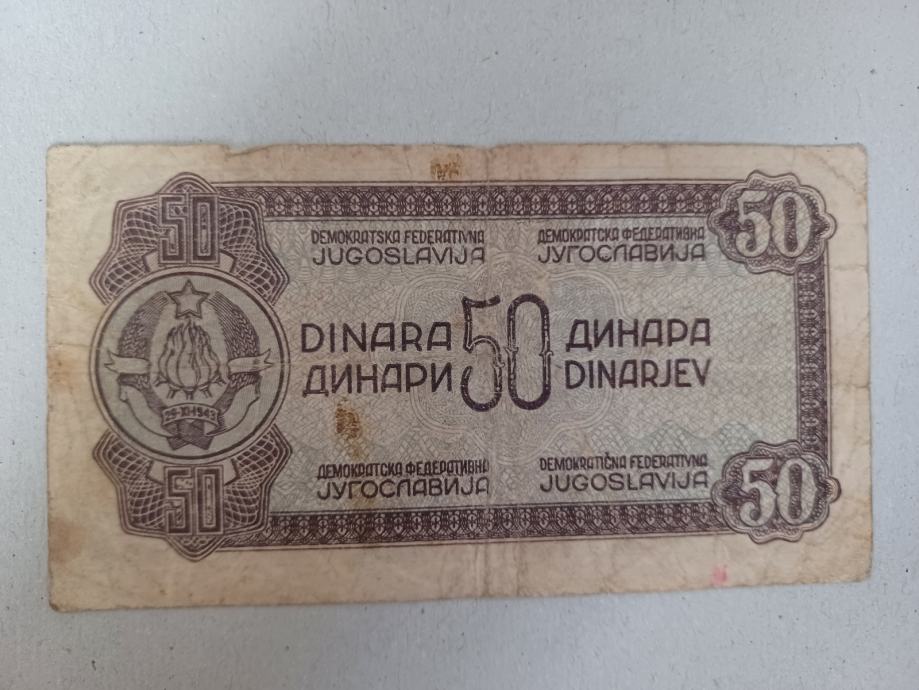 50
50
DEMOKRATSKA FEDERATIVNA
JUGOSLAVIJA
ДЕМОКРАТСКА ФЕДЕРАТИВНА
ЈУГОСЛАВИЈА
DINARA
ДИНАРИ
50
ДИНАРА
DINARJEV
29·XI·1943
ДЕМОКРАТСКА ФЕДЕРАТИВНА
ЈУГОСЛАВИЈА
DEMOKRATIČNA FEDERATIVNA
JUGOSLAVIJA
50
50